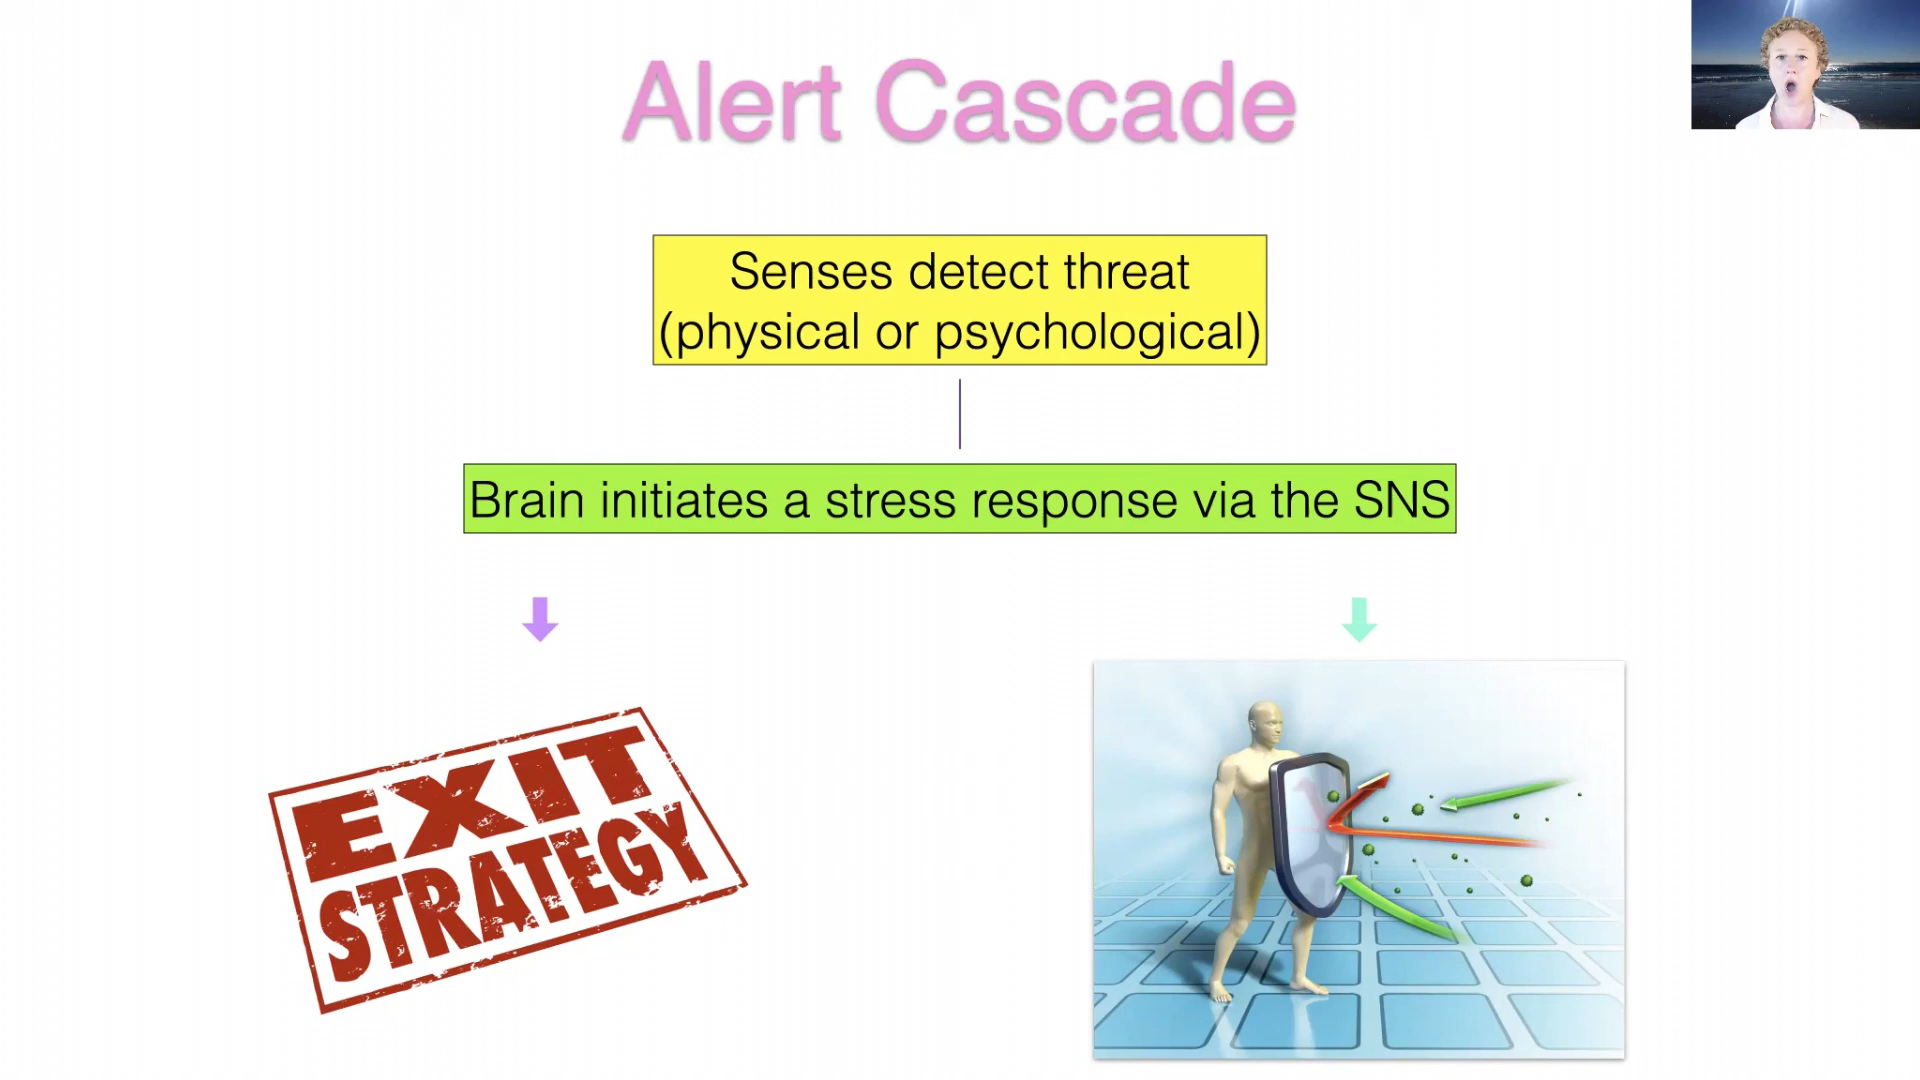 Alert Cascade
Senses detect threat
(physical or psychological)
Brain initiates a stress response via the SNS
EXIT
STRATEGY